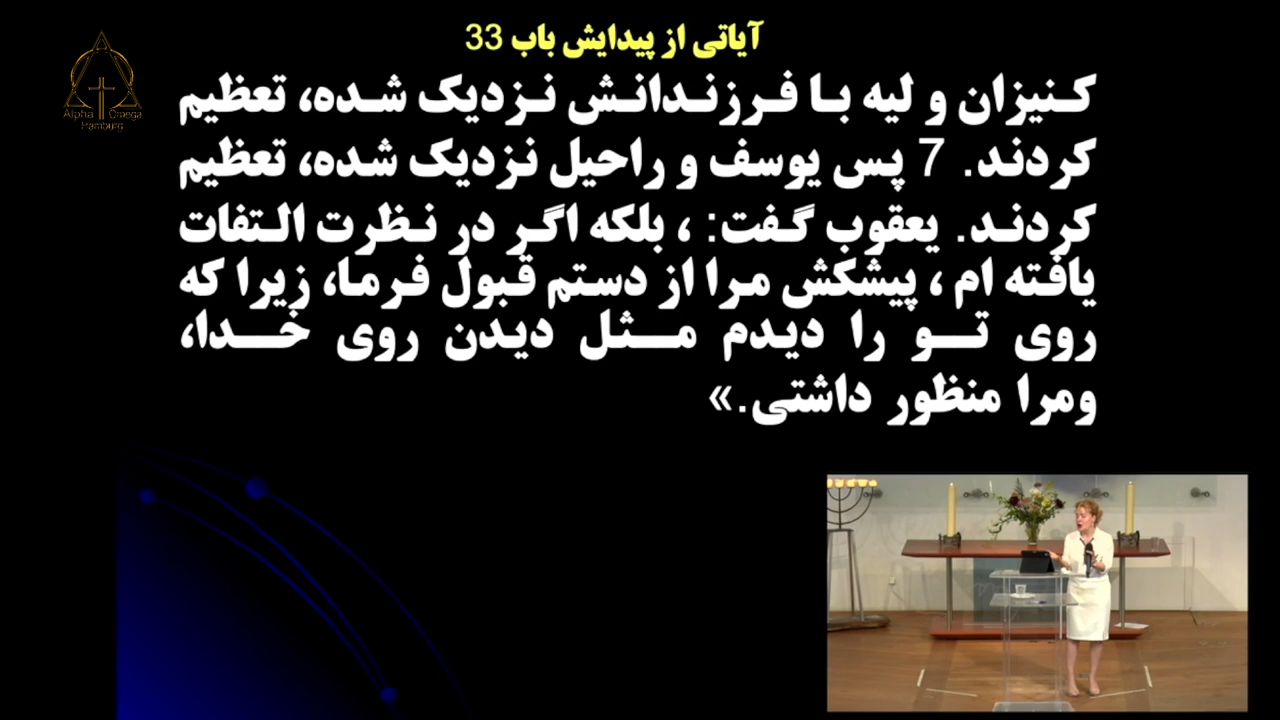 Alpha Omega
Hamburg
آیاتی از پیدایش باب 33
کنیزان و لیه با فرزندانش نزدیک شده، تعظیم
کردند. 7 پس یوسف و راحیل نزدیک شده، تعظیم
کردند. یعقوب گفت: ، بلکه اگر در نظرت التفات
یافته ام ، پیشکش مرا از دستم قبول فرما، زیرا که
روی تو را دیدم مثل دیدن روی خدا،
ومرا منظور داشتی.»